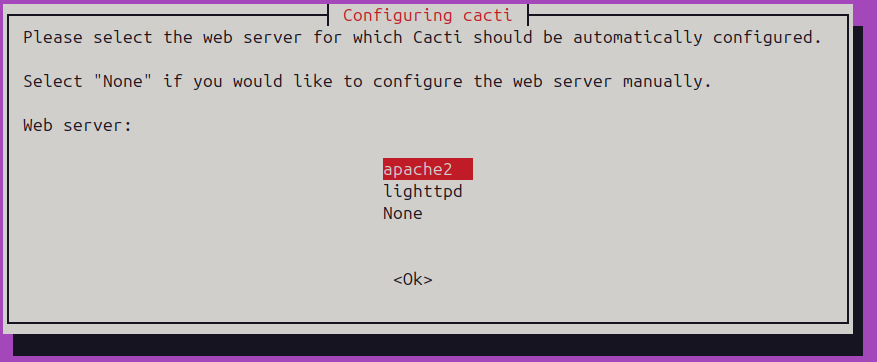 Configuring cacti
Please select the web server for which Cacti should be automatically configured.
Select "None" if you would like to configure the web server manually.
Web server:
apache2
lighttpd
None
<Ok>